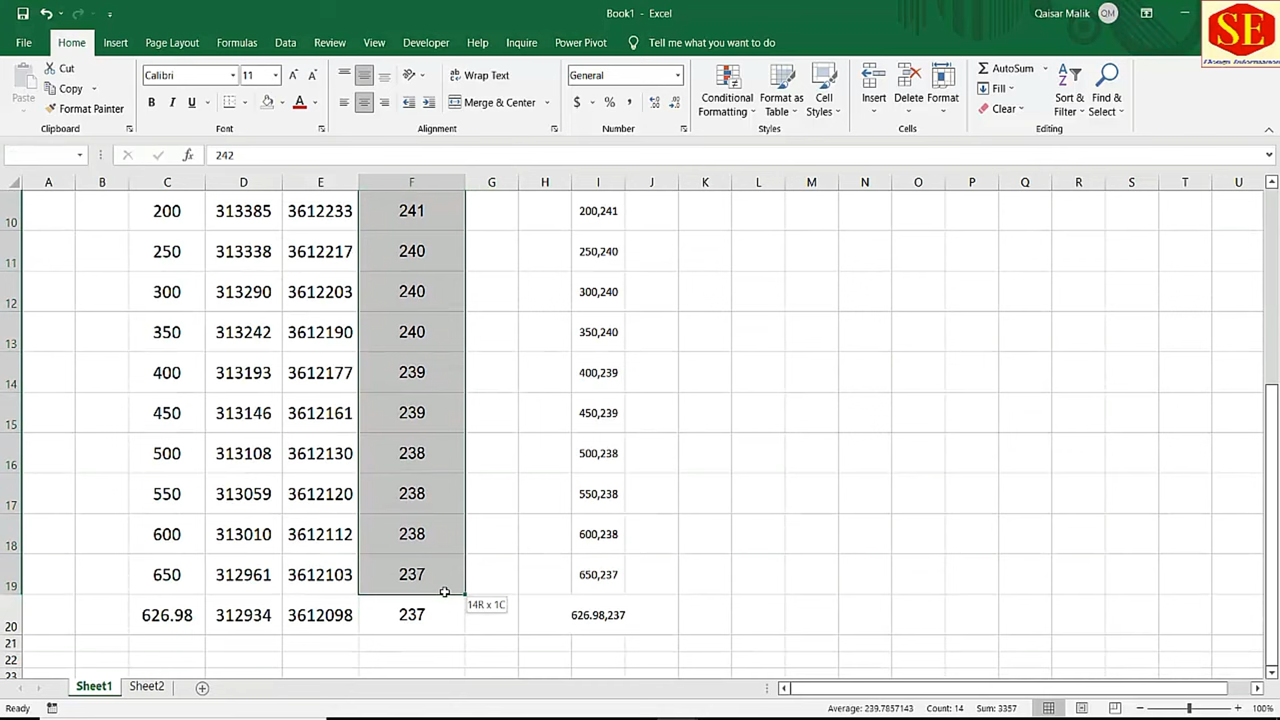 Book1 - Excel
Qaisar Malik QM
SE
File Home Insert Page Layout Formulas Data Review View Developer Help Inquire Power Pivot Tell me what you want to do
Paste
Cut
Copy
Format Painter
Clipboard
Calibri 11
B I U
Font
Wrap Text
Merge & Center
Alignment
General
$ % ,
Number
Conditional Formatting
Format as Table
Cell Styles
Styles
Insert
Delete
Format
Cells
AutoSum
Fill
Clear
Sort & Filter
Find & Select
Editing
fx 242
A B C D E F G H I J K L M N O P Q R S T U
10 200 313385 3612233 241 200,241
11 250 313338 3612217 240 250,240
12 300 313290 3612203 240 300,240
13 350 313242 3612190 240 350,240
14 400 313193 3612177 239 400,239
15 450 313146 3612161 239 450,239
16 500 313108 3612130 238 500,238
17 550 313059 3612120 238 550,238
18 600 313010 3612112 238 600,238
19 650 312961 3612103 237 650,237
14R x 1C
20 626.98 312934 3612098 237 626.98,237
21
22
23
Sheet1 Sheet2
Ready Average: 239.7857143 Count: 14 Sum: 3357 100%